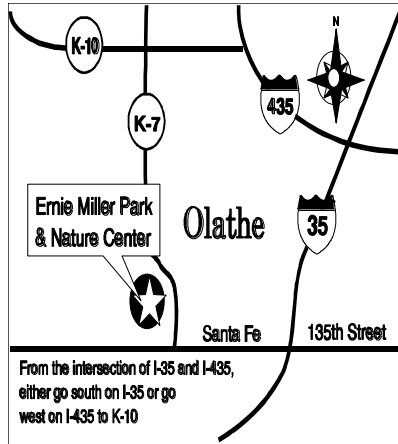 N
K-10
435
K-7
Ernie Miller Park
& Nature Center
Olathe
35
Santa Fe
135th Street
From the intersection of I-35 and I-435,
either go south on I-35 or go
west on I-435 to K-10